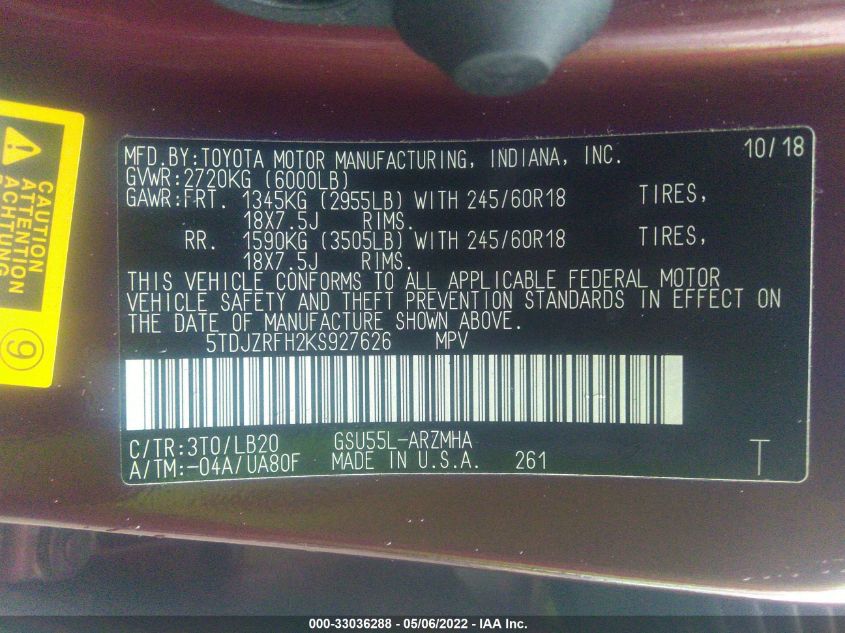 MFD.BY:TOYOTA MOTOR MANUFACTURING, INDIANA, INC. 10/18
GVWR:2720KG (6000LB)
GAWR:FRT. 1345KG (2955LB) WITH 245/60R18 TIRES,
18X7.5J RIMS.
RR. 1590KG (3505LB) WITH 245/60R18 TIRES,
18X7.5J RIMS.
THIS VEHICLE CONFORMS TO ALL APPLICABLE FEDERAL MOTOR
VEHICLE SAFETY AND THEFT PREVENTION STANDARDS IN EFFECT ON
THE DATE OF MANUFACTURE SHOWN ABOVE.
5TDJZRFH2KS927626 MPV
C/TR:3T0/LB20 GSU55L-ARZMHA
A/TM:-04A/UA80F MADE IN U.S.A. 261 T
CAUTION
ATTENTION
ACHTUNG
9
000-33036288 - 05/06/2022 - IAA Inc.